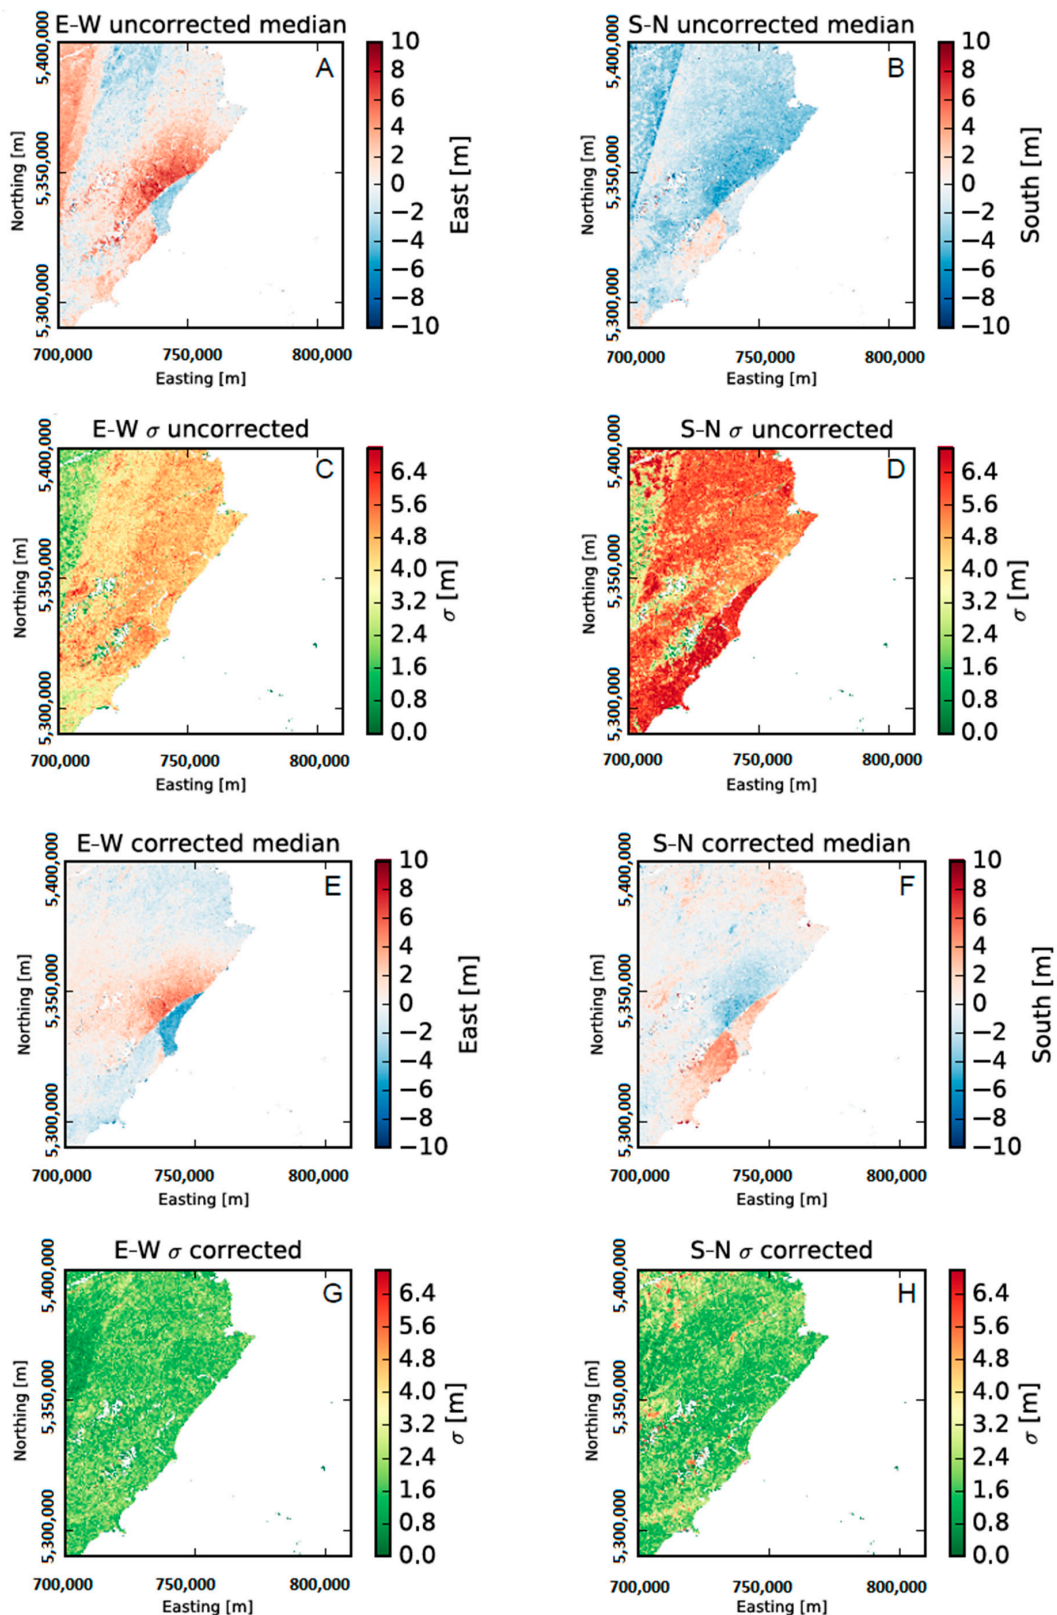 E-W uncorrected median
A
5,400,000
5,350,000
5,300,000
Northing [m]
700,000 750,000 800,000
Easting [m]
10
8
6
4
2
0
−2
−4
−6
−8
−10
East [m]
S-N uncorrected median
B
5,400,000
5,350,000
5,300,000
Northing [m]
700,000 750,000 800,000
Easting [m]
10
8
6
4
2
0
−2
−4
−6
−8
−10
South [m]
E-W σ uncorrected
C
5,400,000
5,350,000
5,300,000
Northing [m]
700,000 750,000 800,000
Easting [m]
6.4
5.6
4.8
4.0
3.2
2.4
1.6
0.8
0.0
σ [m]
S-N σ uncorrected
D
5,400,000
5,350,000
5,300,000
Northing [m]
700,000 750,000 800,000
Easting [m]
6.4
5.6
4.8
4.0
3.2
2.4
1.6
0.8
0.0
σ [m]
E-W corrected median
E
5,400,000
5,350,000
5,300,000
Northing [m]
700,000 750,000 800,000
Easting [m]
10
8
6
4
2
0
−2
−4
−6
−8
−10
East [m]
S-N corrected median
F
5,400,000
5,350,000
5,300,000
Northing [m]
700,000 750,000 800,000
Easting [m]
10
8
6
4
2
0
−2
−4
−6
−8
−10
South [m]
E-W σ corrected
G
5,400,000
5,350,000
5,300,000
Northing [m]
700,000 750,000 800,000
Easting [m]
6.4
5.6
4.8
4.0
3.2
2.4
1.6
0.8
0.0
σ [m]
S-N σ corrected
H
5,400,000
5,350,000
5,300,000
Northing [m]
700,000 750,000 800,000
Easting [m]
6.4
5.6
4.8
4.0
3.2
2.4
1.6
0.8
0.0
σ [m]